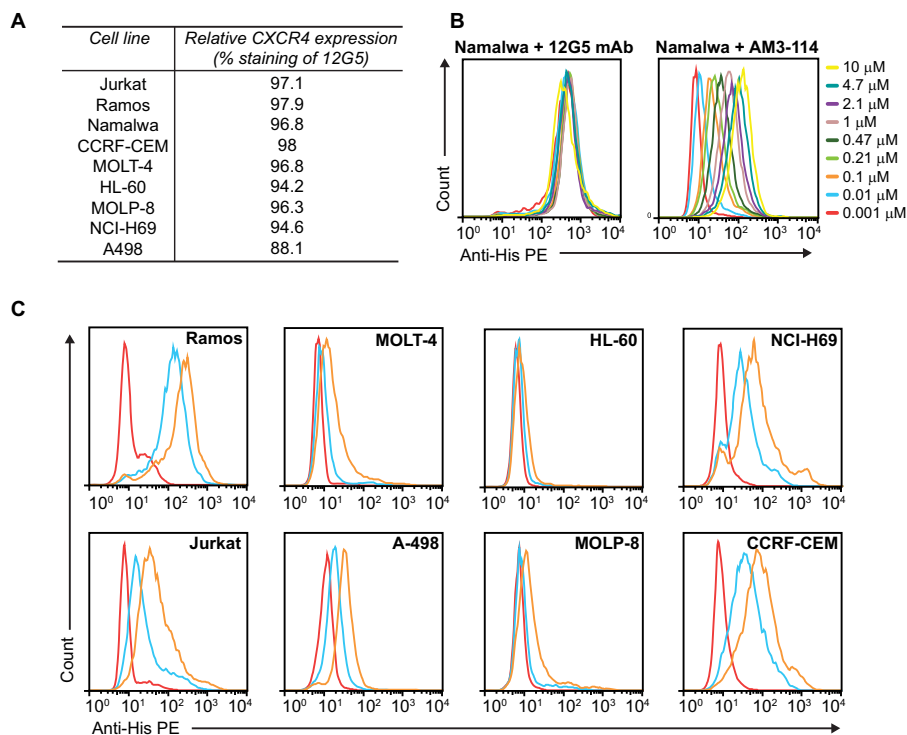 A
Cell line Relative CXCR4 expression
(% staining of 12G5)
Jurkat 97.1
Ramos 97.9
Namalwa 96.8
CCRF-CEM 98
MOLT-4 96.8
HL-60 94.2
MOLP-8 96.3
NCI-H69 94.6
A498 88.1
B
Namalwa + 12G5 mAb Namalwa + AM3-114
Count
10 µM
4.7 µM
2.1 µM
1 µM
0.47 µM
0.21 µM
0.1 µM
0.01 µM
0.001 µM
0
10⁰ 10¹ 10² 10³ 10⁴ 10⁰ 10¹ 10² 10³ 10⁴
Anti-His PE
C
Ramos MOLT-4 HL-60 NCI-H69
10⁰ 10¹ 10² 10³ 10⁴ 10⁰ 10¹ 10² 10³ 10⁴ 10⁰ 10¹ 10² 10³ 10⁴ 10⁰ 10¹ 10² 10³ 10⁴
Jurkat A-498 MOLP-8 CCRF-CEM
Count
10⁰ 10¹ 10² 10³ 10⁴ 10⁰ 10¹ 10² 10³ 10⁴ 10⁰ 10¹ 10² 10³ 10⁴ 10⁰ 10¹ 10² 10³ 10⁴
Anti-His PE